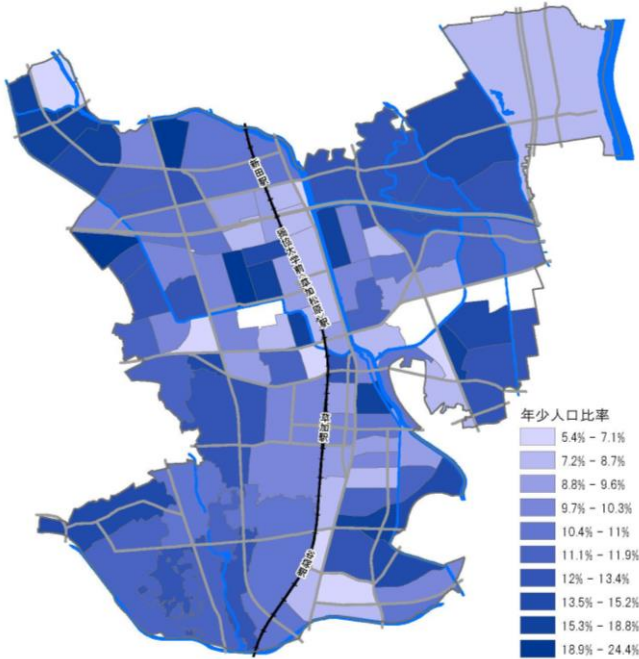 年少人口比率
5.4% - 7.1%
7.2% - 8.7%
8.8% - 9.6%
9.7% - 10.3%
10.4% - 11%
11.1% - 11.9%
12% - 13.4%
13.5% - 15.2%
15.3% - 18.8%
18.9% - 24.4%